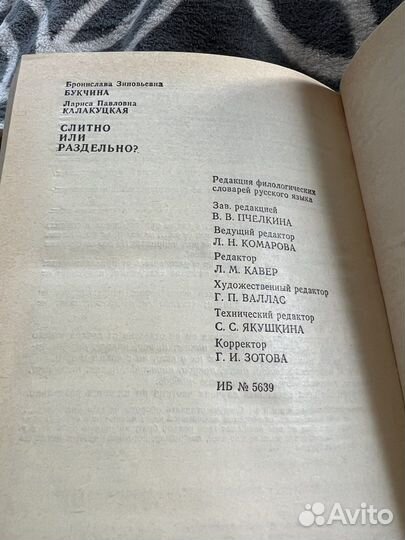 Бронислава Зиновьевна
БУКЧИНА
Лариса Павловна
КАЛАКУЦКАЯ
СЛИТНО
ИЛИ
РАЗДЕЛЬНО?
Редакция филологических
словарей русского языка
Зав. редакцией
В. В. ПЧЕЛКИНА
Ведущий редактор
Л. Н. КОМАРОВА
Редактор
Л. М. КАВЕР
Художественный редактор
Г. П. ВАЛЛАС
Технический редактор
С. С. ЯКУШКИНА
Корректор
Г. И. ЗОТОВА
ИБ № 5639
Avito